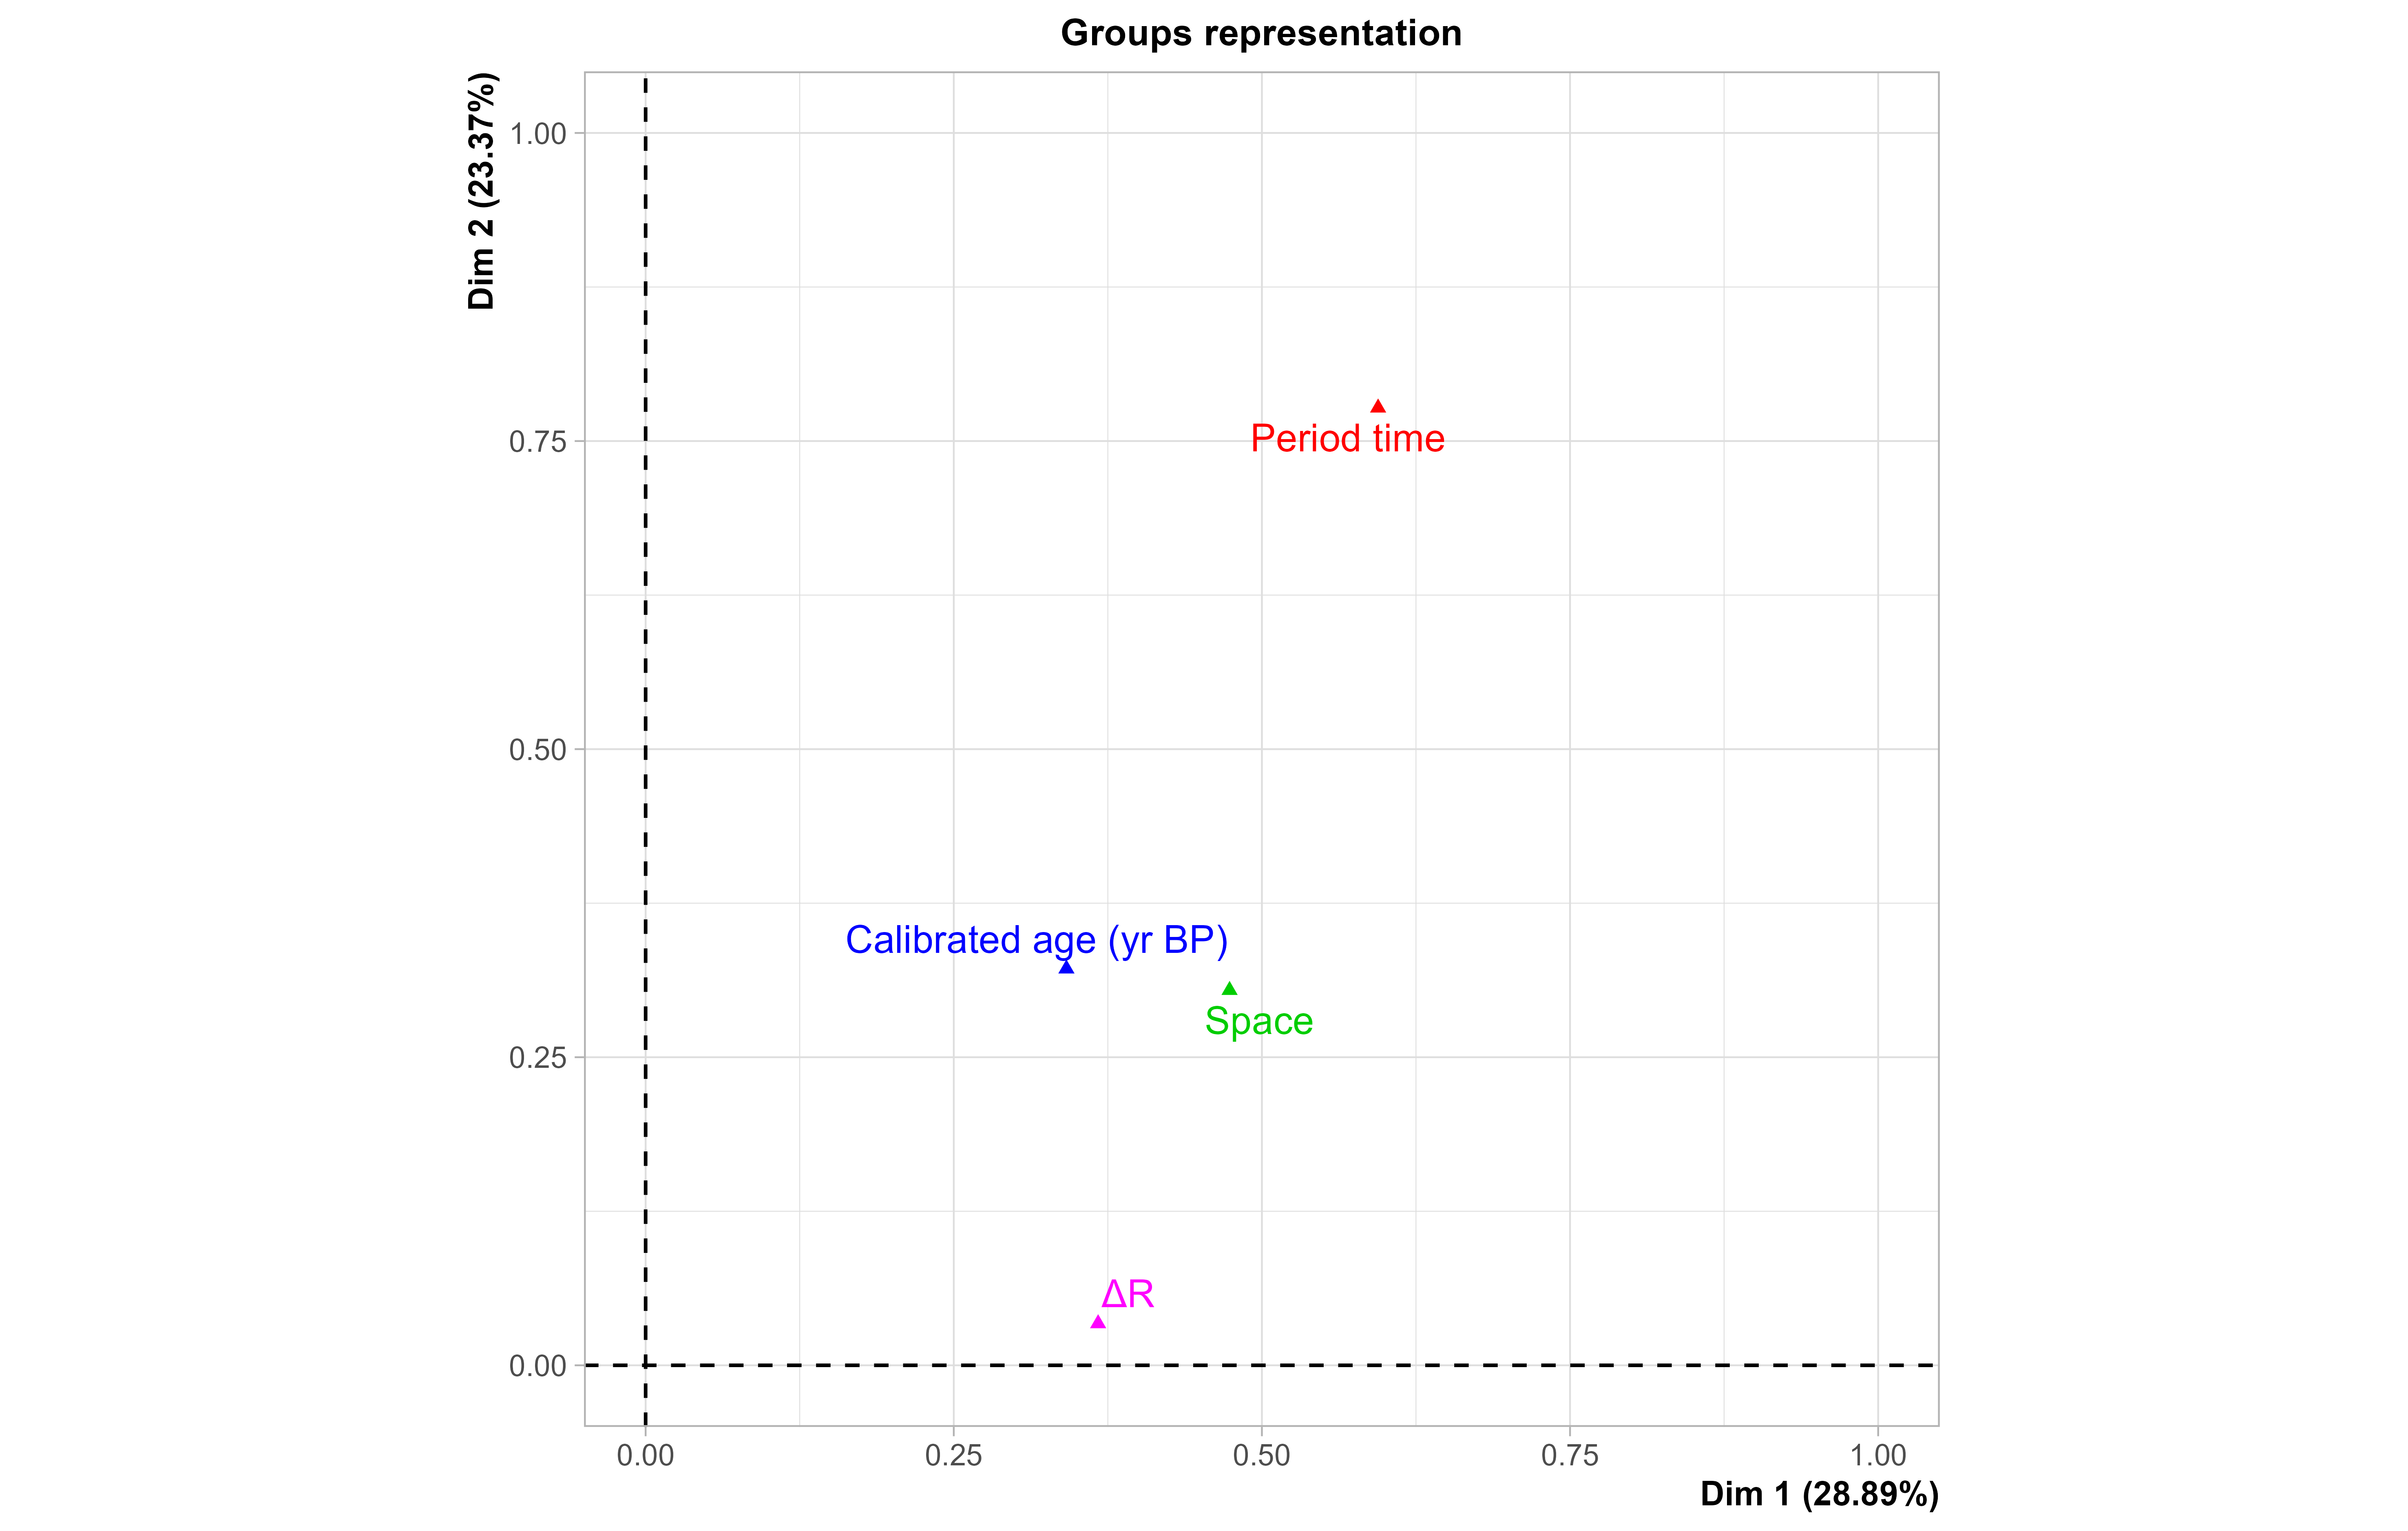 Groups representation
Dim 2 (23.37%)
1.00
0.75
0.50
0.25
0.00
Period time
Calibrated age (yr BP)
Space
ΔR
0.00 0.25 0.50 0.75 1.00
Dim 1 (28.89%)